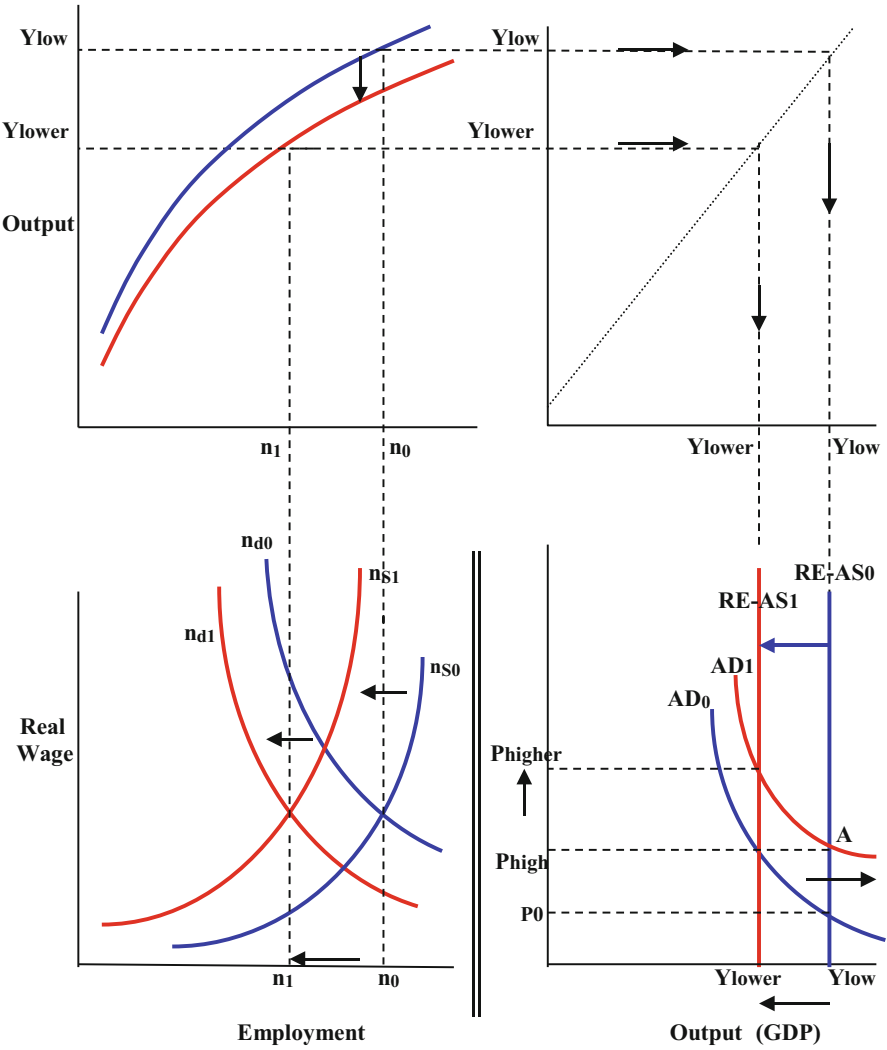 Ylow
Ylow
Ylower
Ylower
Output
n1
n0
Ylower
Ylow
nd0
nS1
nd1
nS0
Real
Wage
n1
n0
Employment
RE-AS0
RE-AS1
AD1
AD0
Phigher
A
Phigh
P0
Ylower
Ylow
Output (GDP)